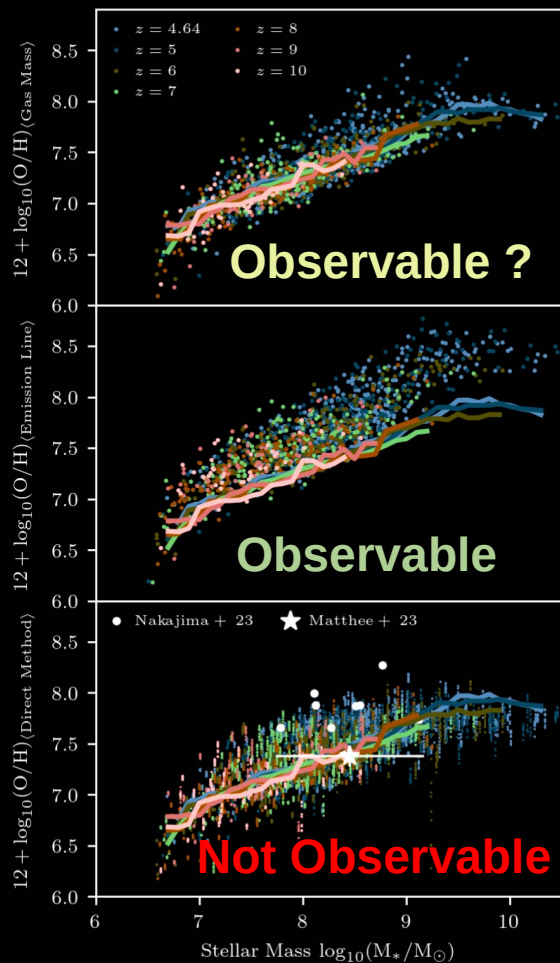 12 + log₁₀(O/H)⟨Gas Mass⟩
8.5
8.0
7.5
7.0
6.5
6.0
z = 4.64
z = 5
z = 6
z = 7
z = 8
z = 9
z = 10
Observable ?
12 + log₁₀(O/H)⟨Emission Line⟩
8.5
8.0
7.5
7.0
6.5
6.0
Observable
12 + log₁₀(O/H)⟨Direct Method⟩
8.5
8.0
7.5
7.0
6.5
6.0
Nakajima + 23
Matthee + 23
Not Observable
6 7 8 9 10
Stellar Mass log₁₀(M*/M⊙)